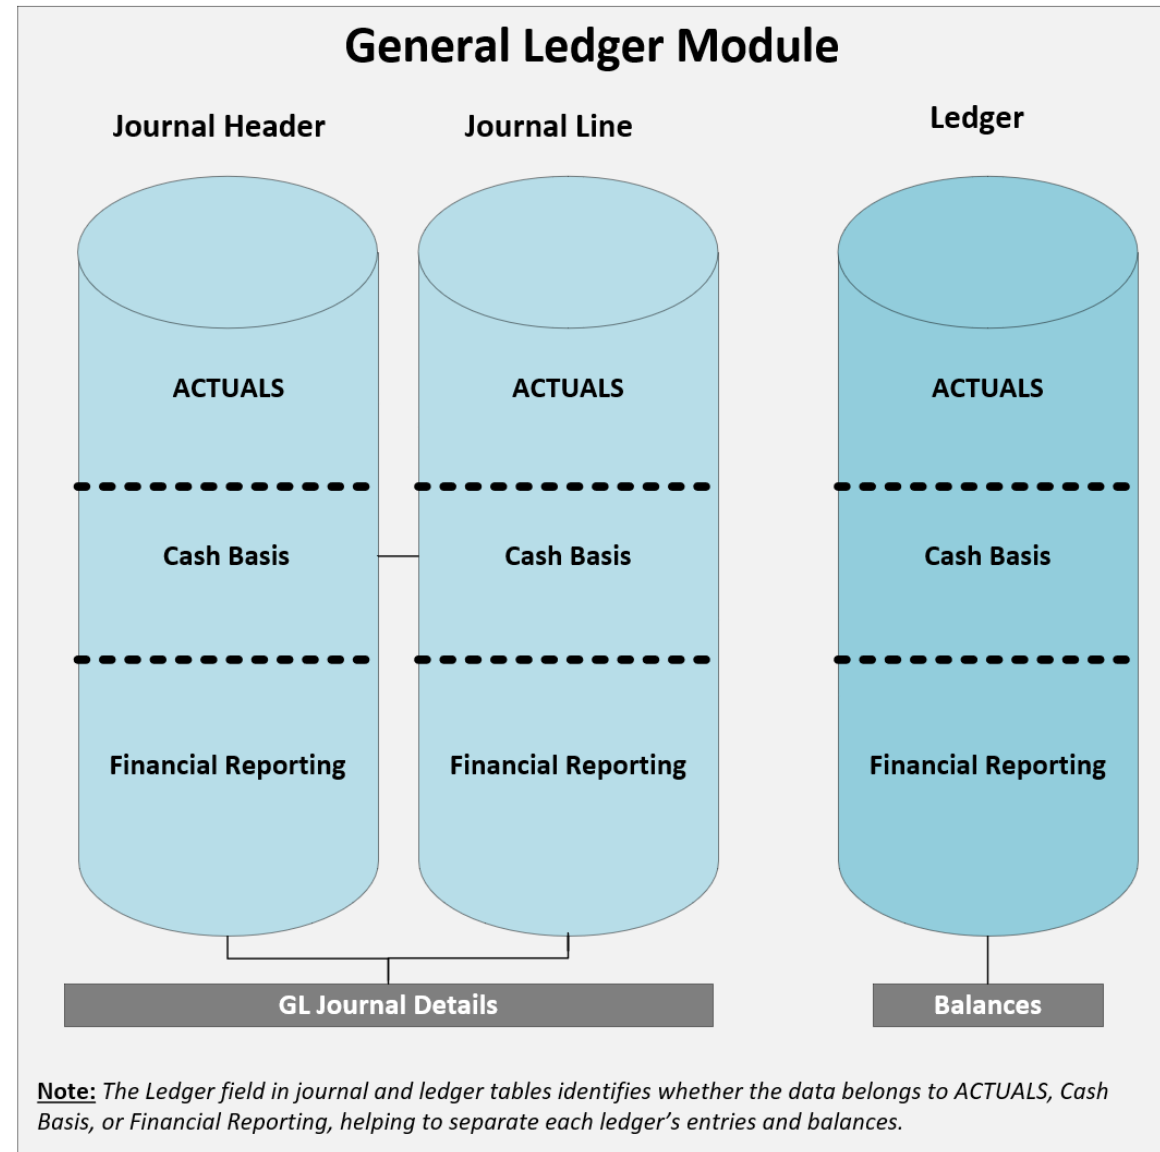 General Ledger Module
Journal Header
Journal Line
Ledger
ACTUALS
ACTUALS
ACTUALS
Cash Basis
Cash Basis
Cash Basis
Financial Reporting
Financial Reporting
Financial Reporting
GL Journal Details
Balances
Note: The Ledger field in journal and ledger tables identifies whether the data belongs to ACTUALS, Cash
Basis, or Financial Reporting, helping to separate each ledger’s entries and balances.